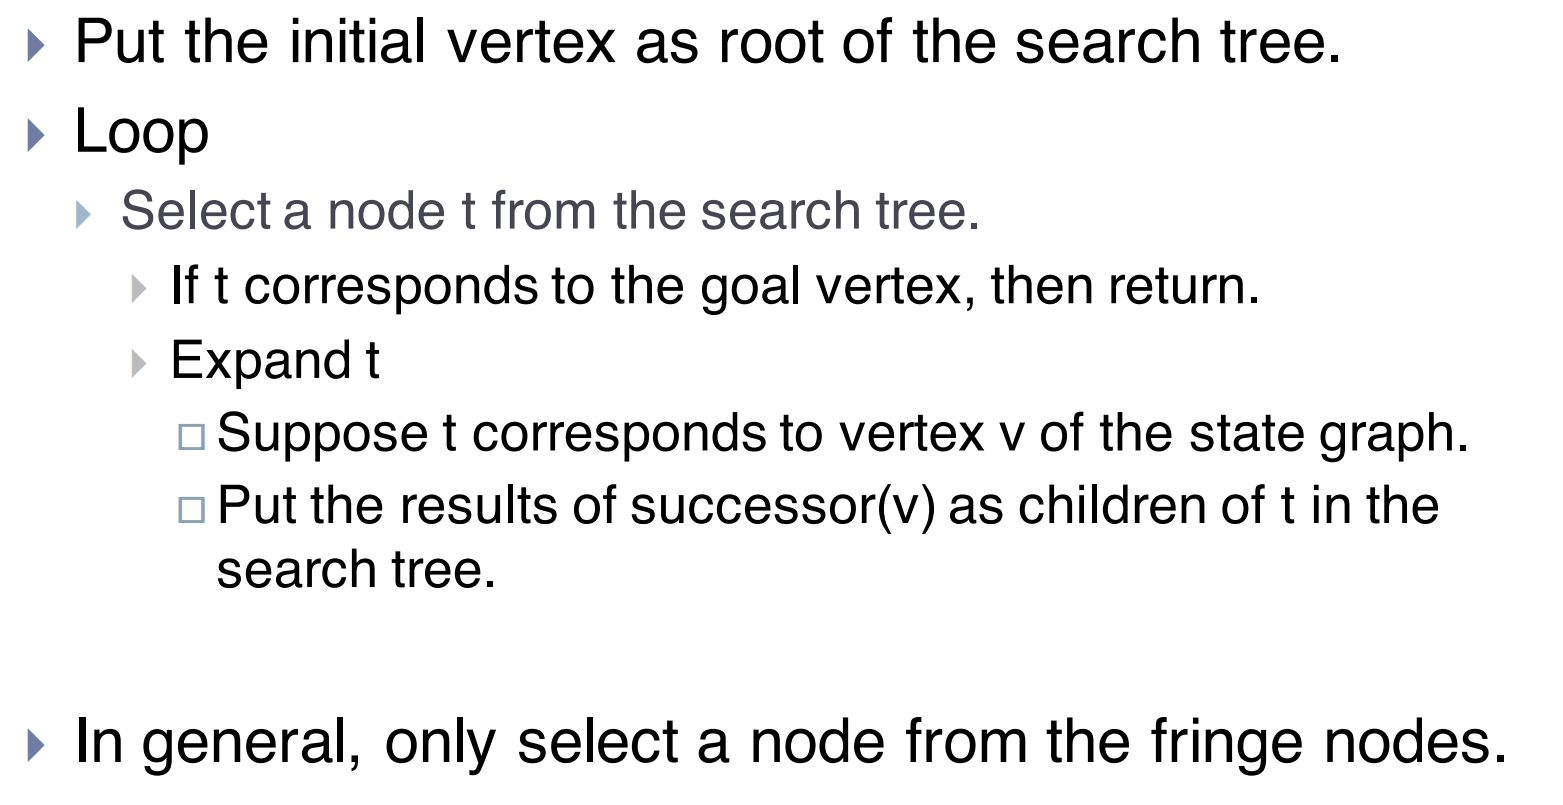 Put the initial vertex as root of the search tree.
Loop
Select a node t from the search tree.
If t corresponds to the goal vertex, then return.
Expand t
Suppose t corresponds to vertex v of the state graph.
Put the results of successor(v) as children of t in the
search tree.
In general, only select a node from the fringe nodes.